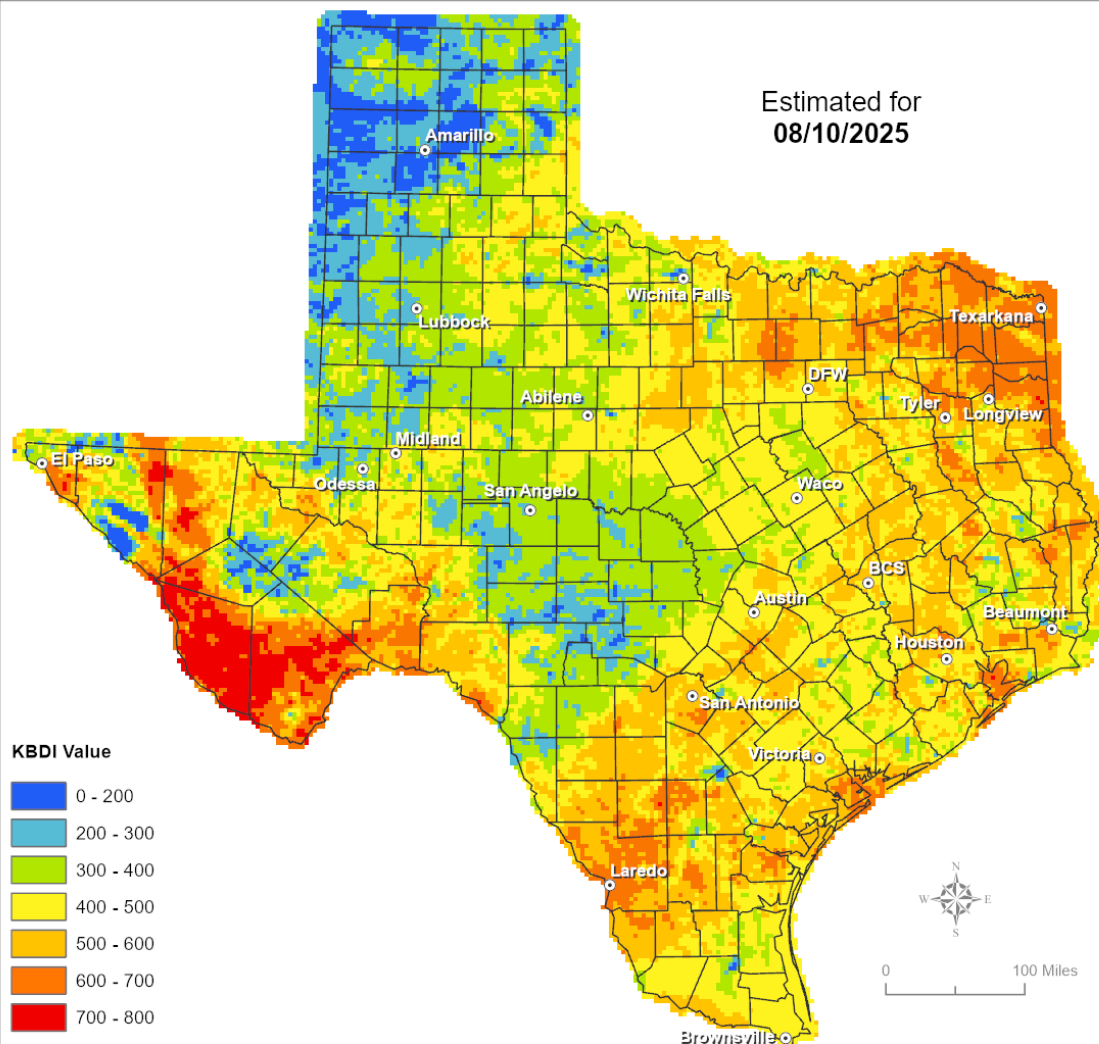 Estimated for
08/10/2025
Amarillo
Wichita Falls
Lubbock
Texarkana
DFW
Abilene
Tyler
Longview
Midland
El Paso
Odessa
San Angelo
Waco
BCS
Austin
Beaumont
Houston
San Antonio
Victoria
KBDI Value
0 - 200
200 - 300
300 - 400
400 - 500
500 - 600
600 - 700
700 - 800
Laredo
N
W E
S
0 100 Miles
Brownsville